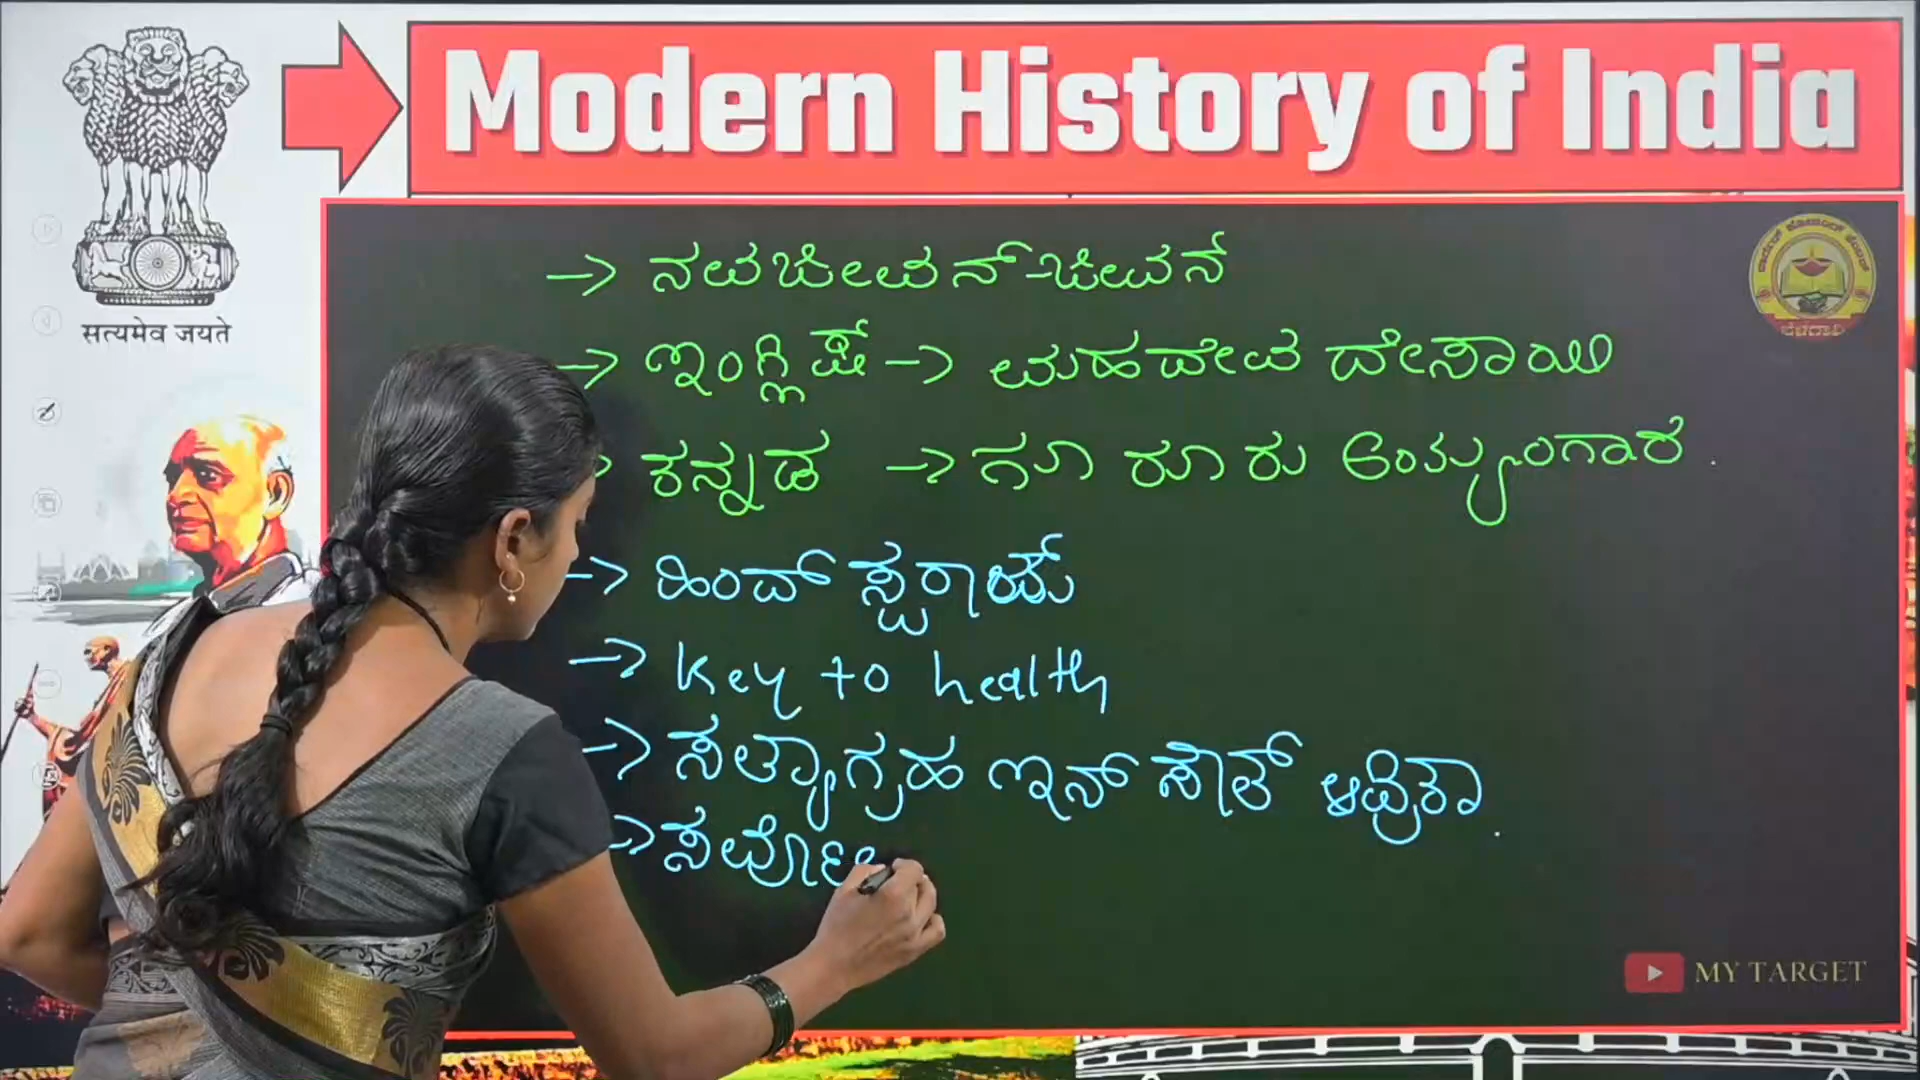 Modern History of India
सत्यमेव जयते
→ ನವಜೀವನ್-ಜೀವನ
→ ಇಂಗ್ಲಿಷ್ → ಮಹದೇವ ದೇಸಾಯಿ
→ ಕನ್ನಡ → ಗೂರೂರು ಅಯ್ಯಂಗಾರ.
→ ಹಿಂದ್ ಸ್ವರಾಜ್
→ Key to health
→ ಸತ್ಯಾಗ್ರಹ ಇನ್ ಸೌತ್ ಆಫ್ರಿಕಾ.
→ ಸರ್ವೋ
MY TARGET